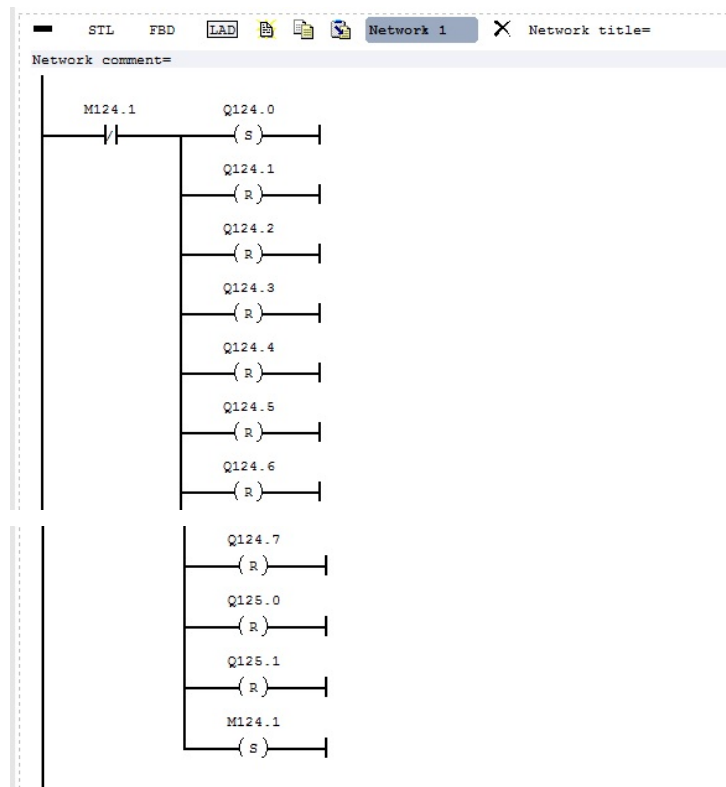 STL FBD LAD Network 1 Network title=
Network comment=
M124.1 Q124.0
/ S
Q124.1
R
Q124.2
R
Q124.3
R
Q124.4
R
Q124.5
R
Q124.6
R
Q124.7
R
Q125.0
R
Q125.1
R
M124.1
S